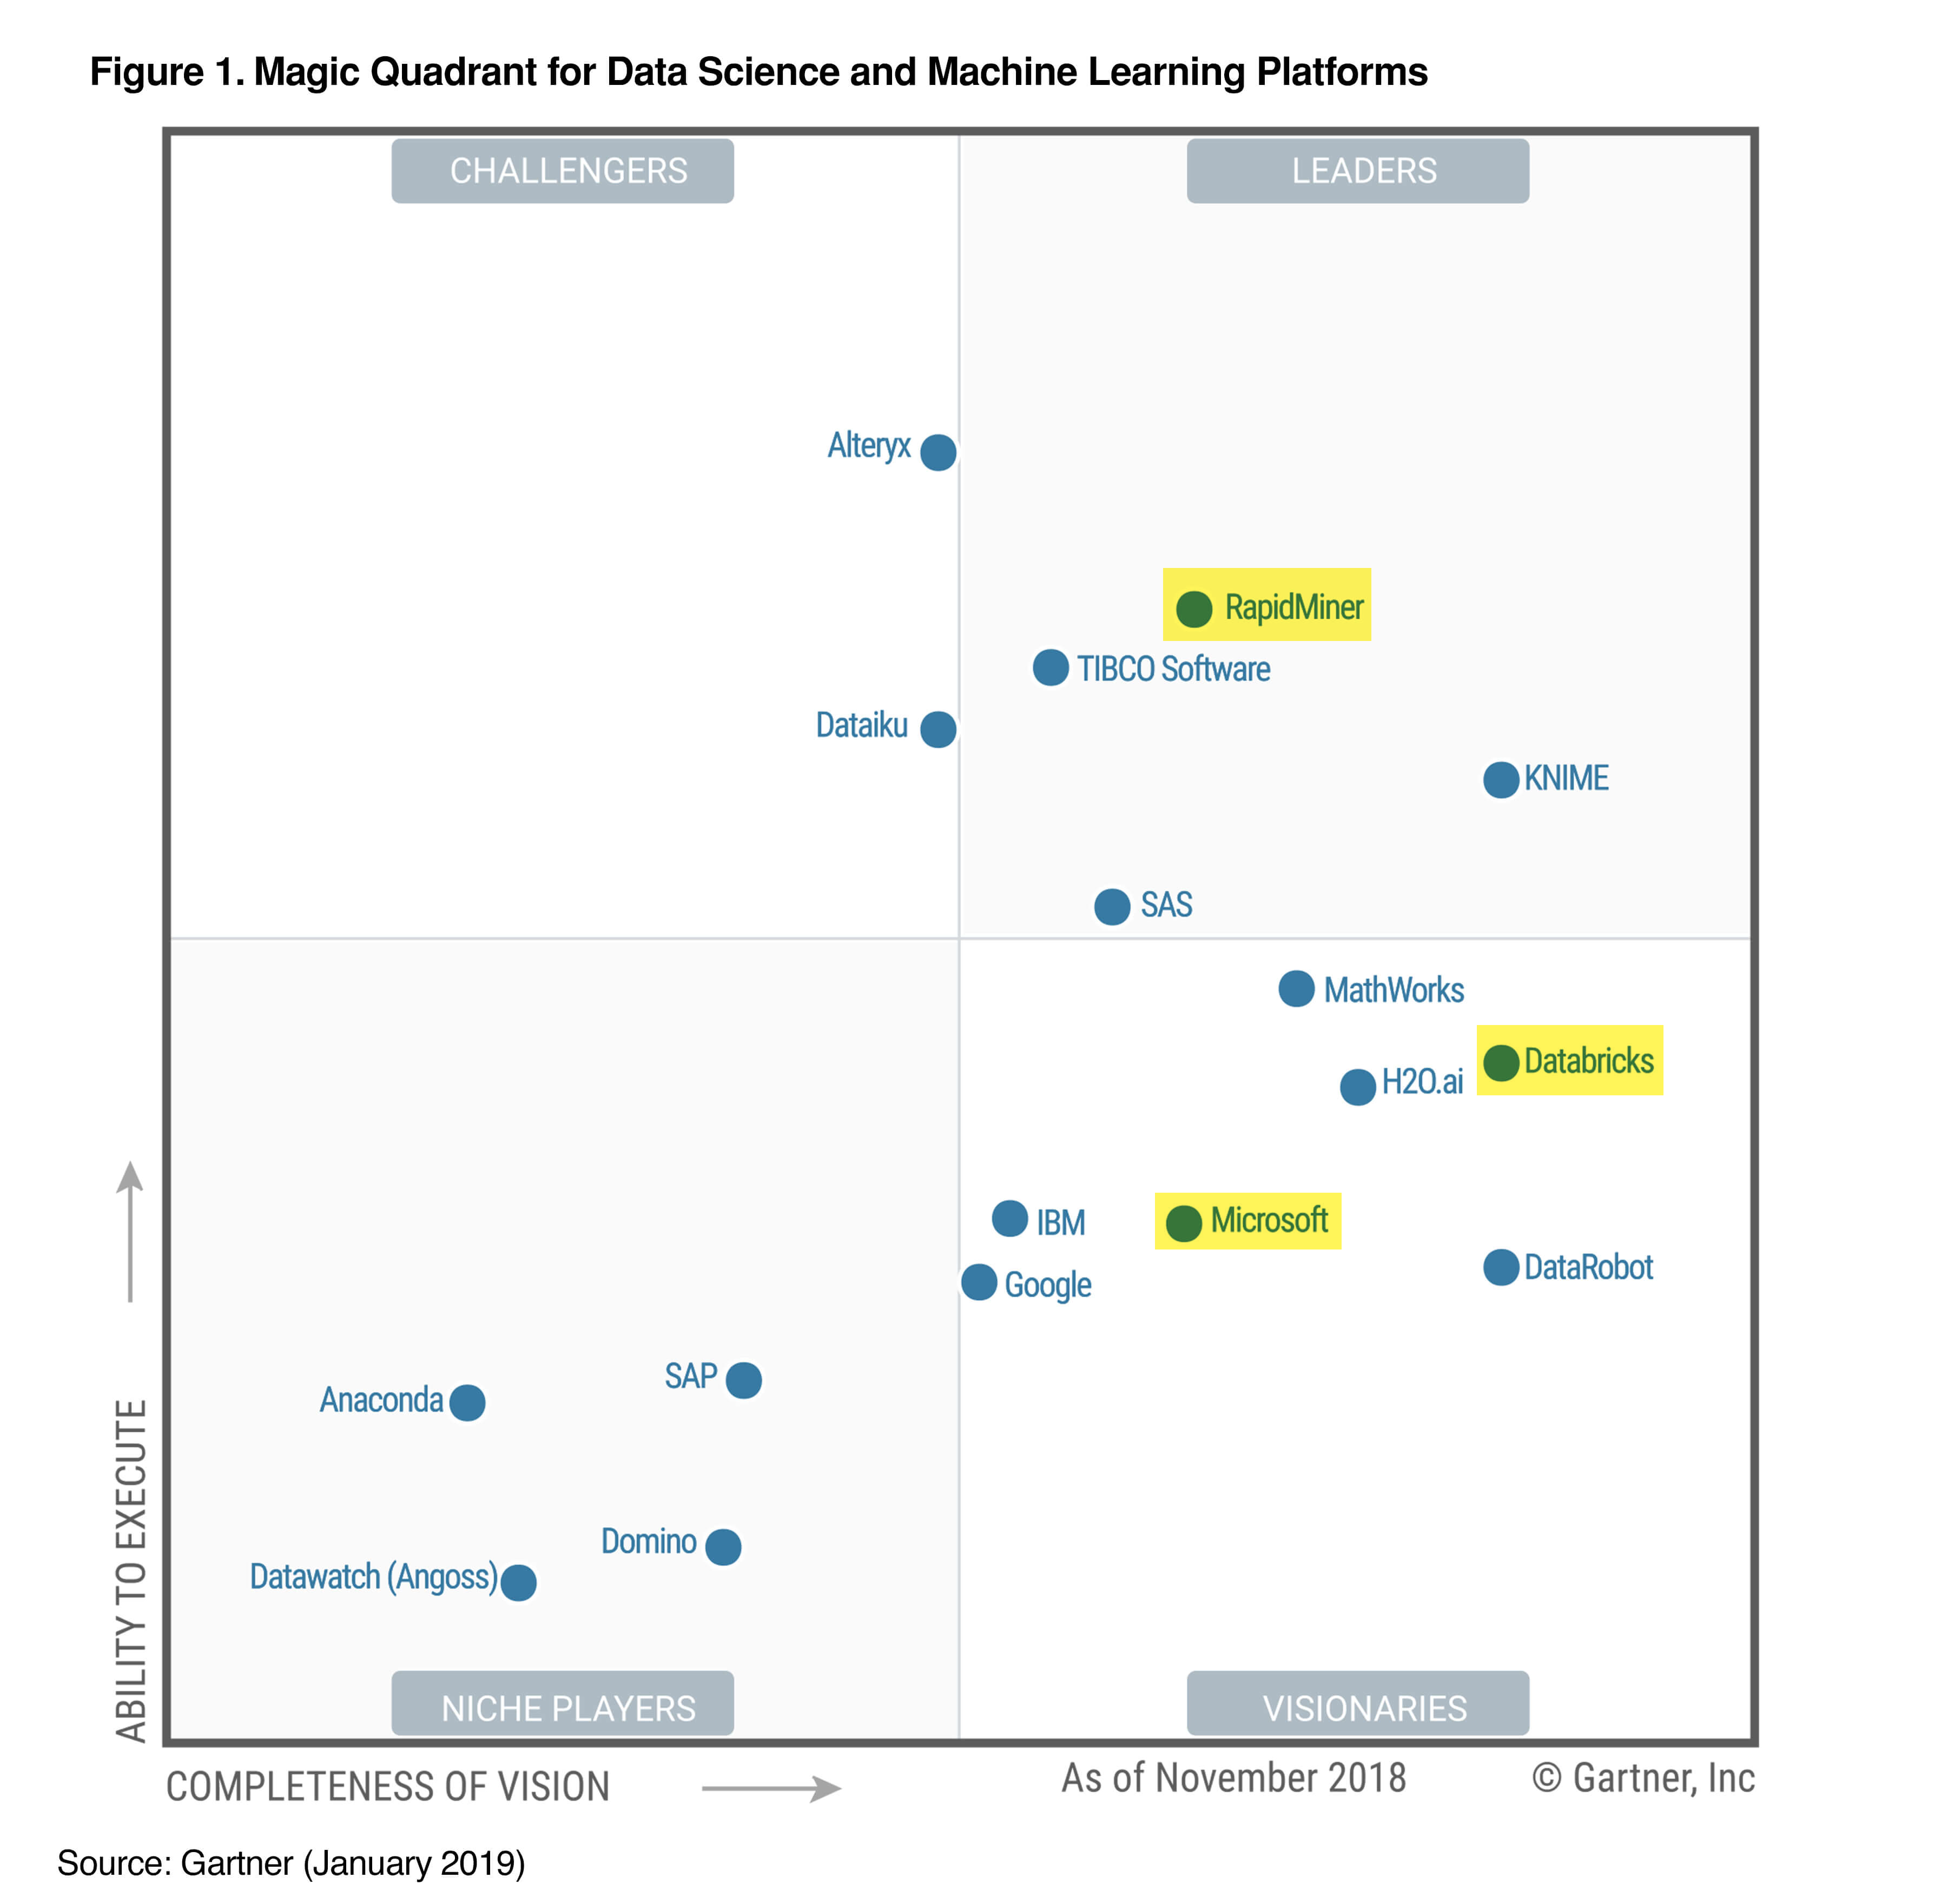 Figure 1. Magic Quadrant for Data Science and Machine Learning Platforms
CHALLENGERS
LEADERS
Alteryx
RapidMiner
TIBCO Software
Dataiku
KNIME
SAS
MathWorks
Databricks
H2O.ai
IBM
Microsoft
DataRobot
Google
SAP
Anaconda
Domino
Datawatch (Angoss)
NICHE PLAYERS
VISIONARIES
ABILITY TO EXECUTE
COMPLETENESS OF VISION
As of November 2018
© Gartner, Inc
Source: Gartner (January 2019)